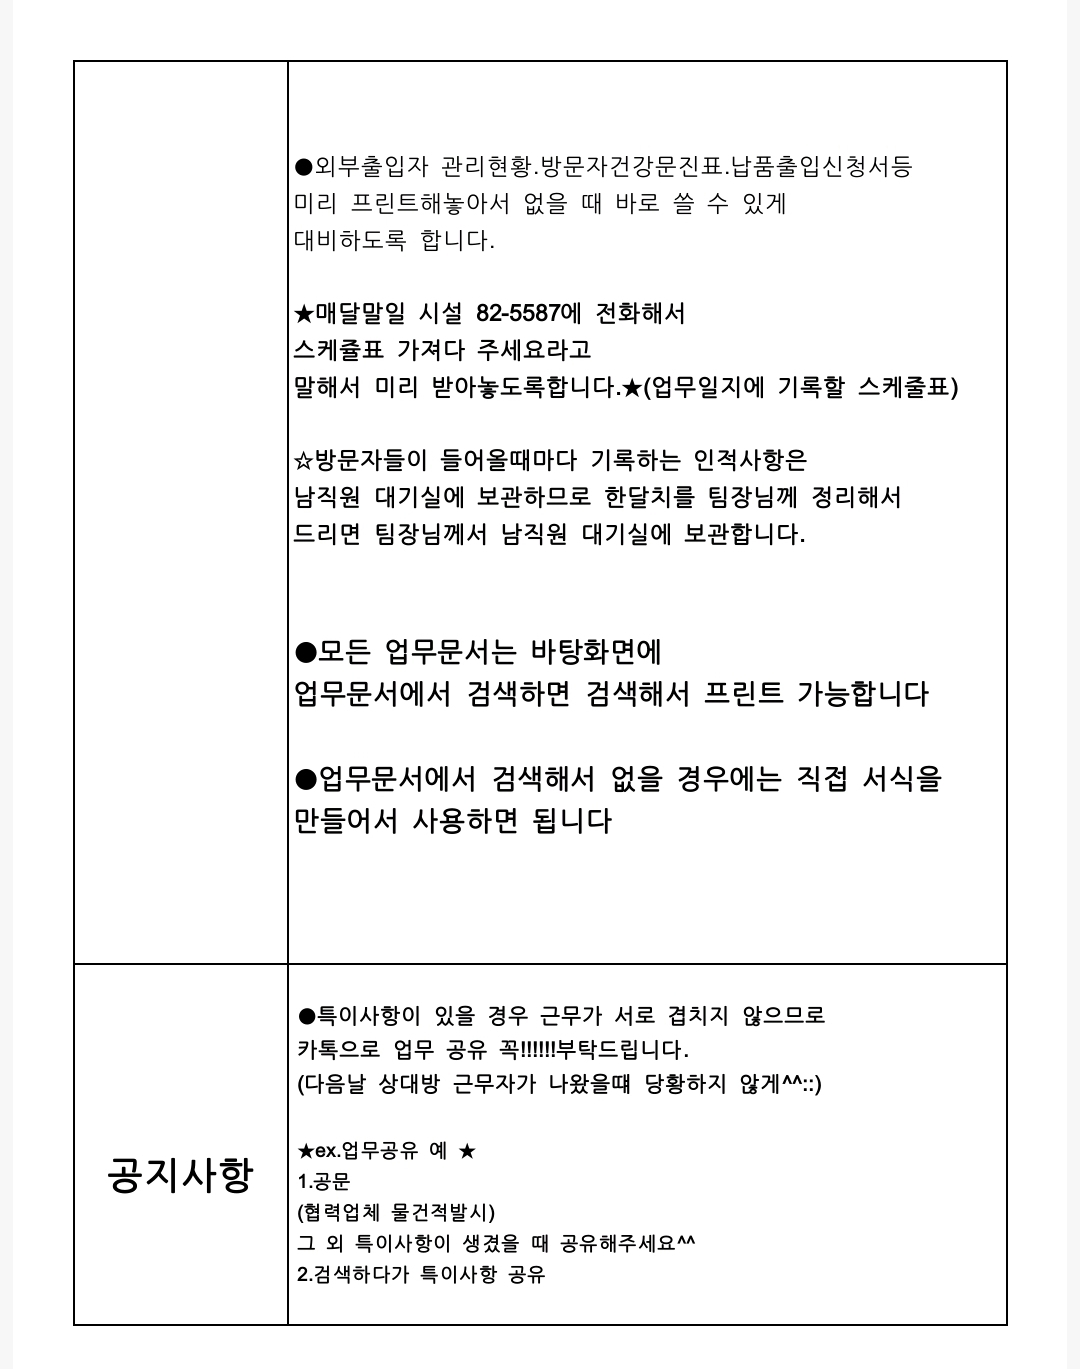 ●외부출입자 관리현황.방문자건강문진표.납품출입신청서등
미리 프린트해놓아서 없을 때 바로 쓸 수 있게
대비하도록 합니다.
★매달말일 시설 82-5587에 전화해서
스케쥴표 가져다 주세요라고
말해서 미리 받아놓도록합니다.★(업무일지에 기록할 스케줄표)
☆방문자들이 들어올때마다 기록하는 인적사항은
남직원 대기실에 보관하므로 한달치를 팀장님께 정리해서
드리면 팀장님께서 남직원 대기실에 보관합니다.
●모든 업무문서는 바탕화면에
업무문서에서 검색하면 검색해서 프린트 가능합니다
●업무문서에서 검색해서 없을 경우에는 직접 서식을
만들어서 사용하면 됩니다
공지사항
●특이사항이 있을 경우 근무가 서로 겹치지 않으므로
카톡으로 업무 공유 꼭!!!!!!부탁드립니다.
(다음날 상대방 근무자가 나왔을떄 당황하지 않게^^::)
★ex.업무공유 예 ★
1.공문
(협력업체 물건적발시)
그 외 특이사항이 생겼을 때 공유해주세요^^
2.검색하다가 특이사항 공유